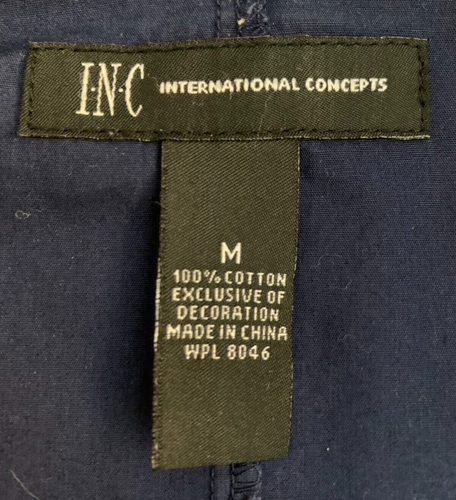 I·N·C INTERNATIONAL CONCEPTS
M
100% COTTON
EXCLUSIVE OF
DECORATION
MADE IN CHINA
WPL 8046